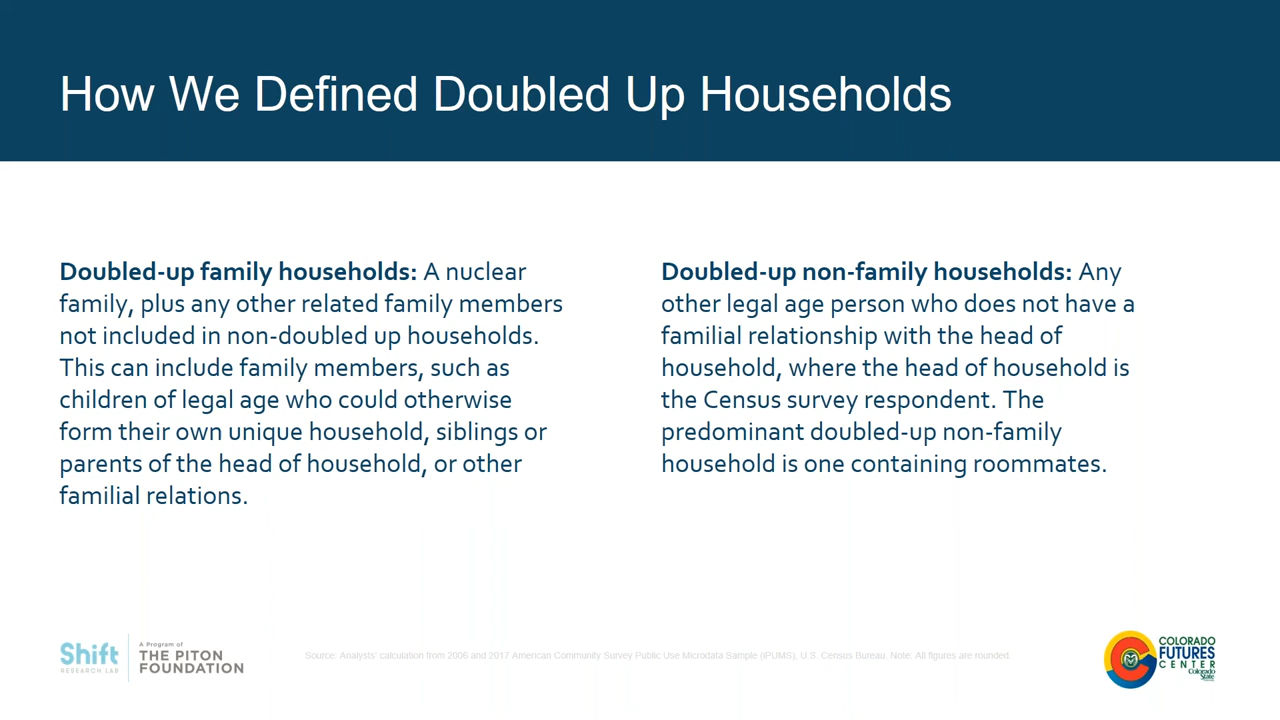 How We Defined Doubled Up Households
Doubled-up family households: A nuclear
family, plus any other related family members
not included in non-doubled up households.
This can include family members, such as
children of legal age who could otherwise
form their own unique household, siblings or
parents of the head of household, or other
familial relations.
Doubled-up non-family households: Any
other legal age person who does not have a
familial relationship with the head of
household, where the head of household is
the Census survey respondent. The
predominant doubled-up non-family
household is one containing roommates.
Shift
RESEARCH LAB
A Program of
THE PITON
FOUNDATION
Source: Analysts' calculation from 2006 and 2017 American Community Survey Public Use Microdata Sample (iPUMS), U.S. Census Bureau. Note. All figures are rounded.
COLORADO
FUTURES
CENTER
Colorado
State